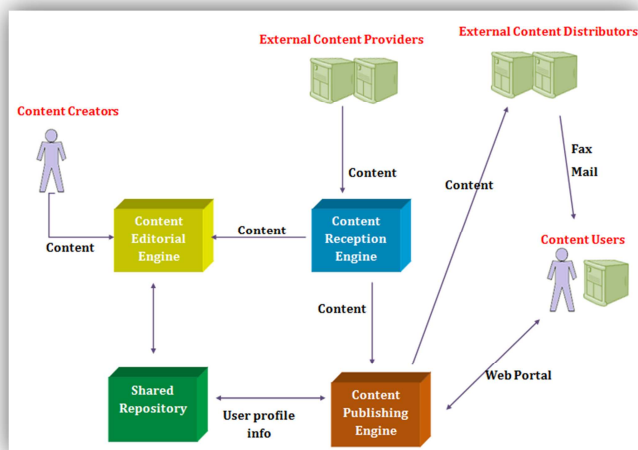 External Content Providers
External Content Distributors
Content Creators
Fax
Mail
Content
Content
Content
Editorial
Engine
Content
Content
Reception
Engine
Content
Content Users
Content
Shared
Repository
User profile
info
Content
Publishing
Engine
Web Portal